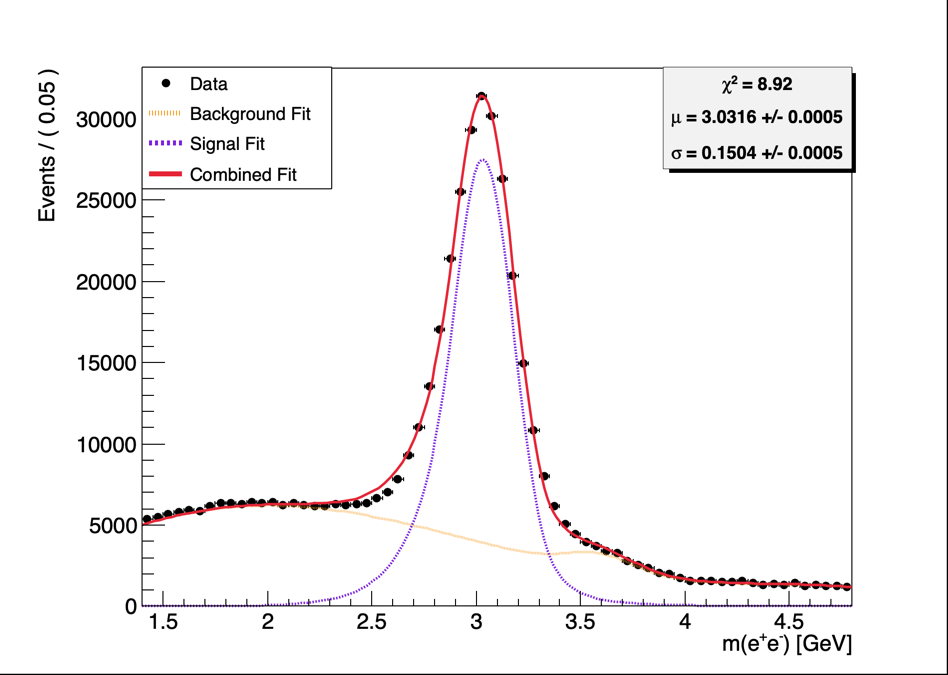 Events / ( 0.05 )
30000
25000
20000
15000
10000
5000
0
Data
Background Fit
Signal Fit
Combined Fit
χ² = 8.92
μ = 3.0316 +/- 0.0005
σ = 0.1504 +/- 0.0005
1.5 2 2.5 3 3.5 4 4.5
m(e⁺e⁻) [GeV]